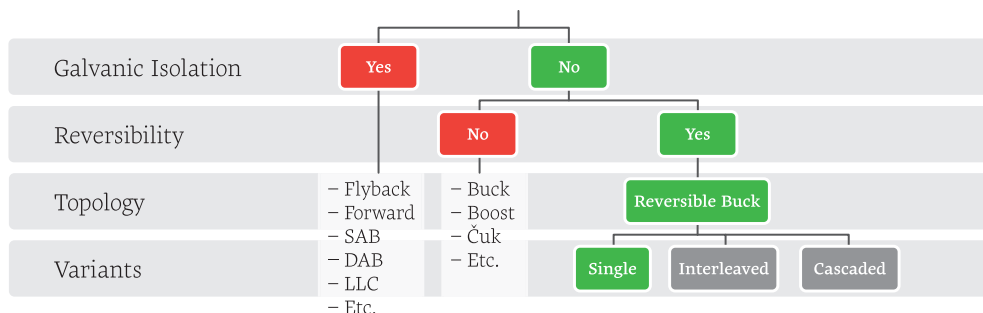 Galvanic Isolation
Yes
No
Reversibility
No
Yes
Topology
– Flyback
– Forward
– SAB
– DAB
– LLC
– Etc.
– Buck
– Boost
– Čuk
– Etc.
Reversible Buck
Variants
Single
Interleaved
Cascaded